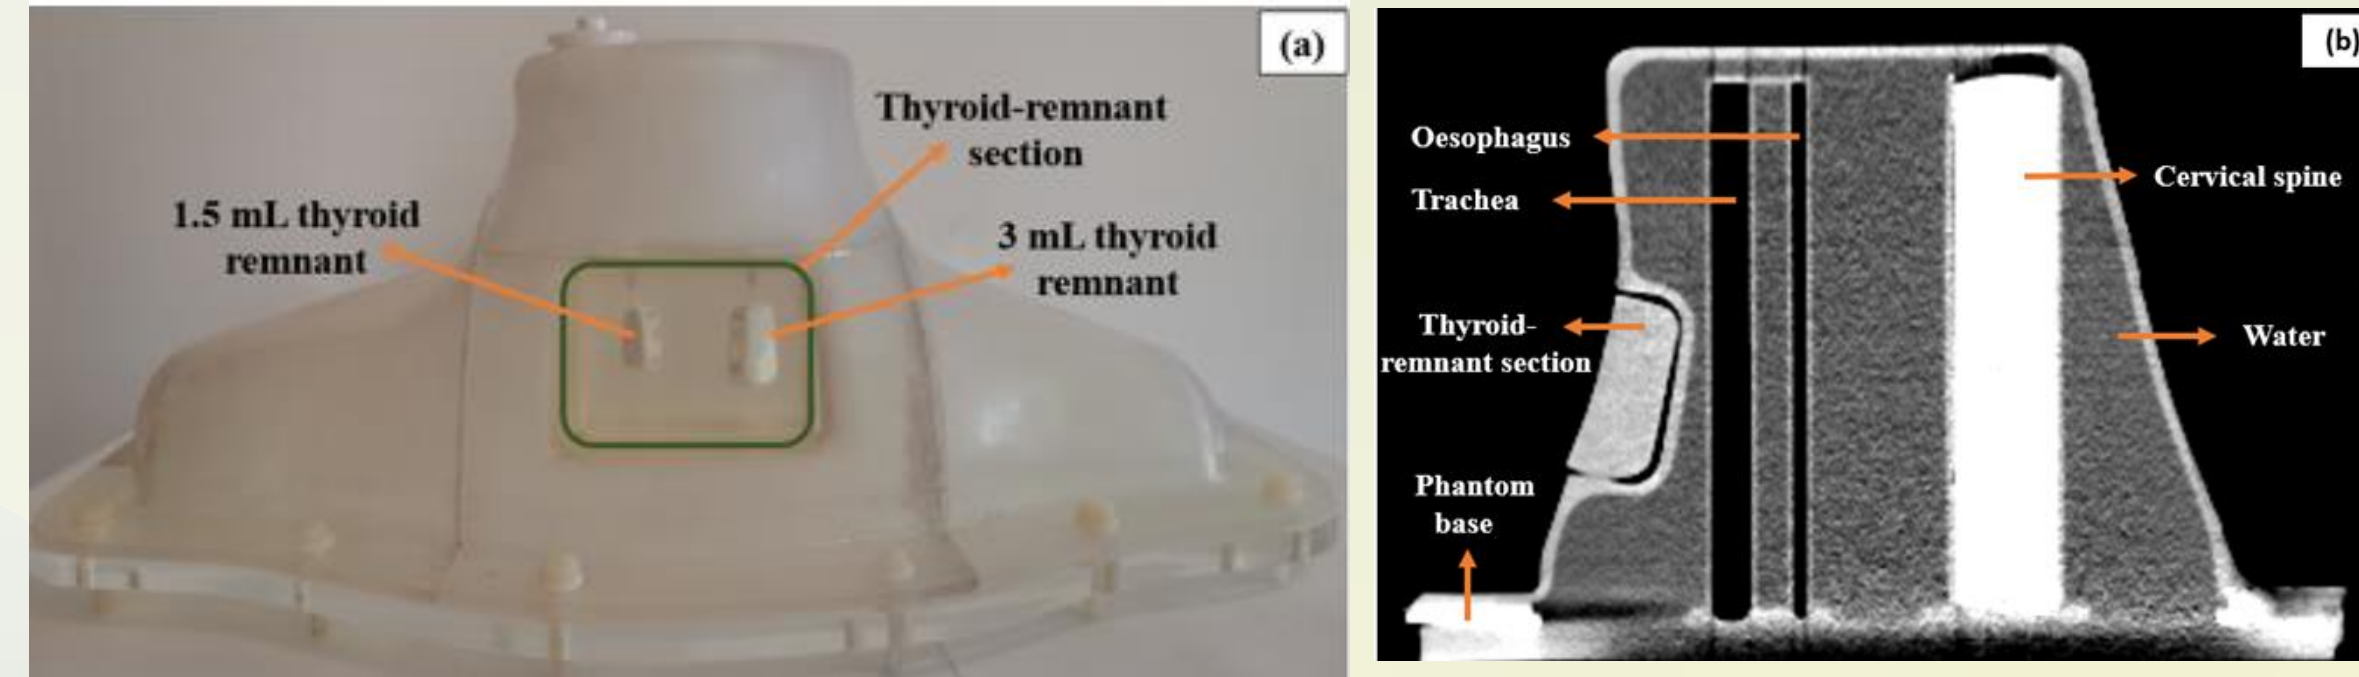 (a)
Thyroid-remnant
section
1.5 mL thyroid
remnant
3 mL thyroid
remnant
(b)
Oesophagus
Trachea
Cervical spine
Thyroid-
remnant section
Water
Phantom
base